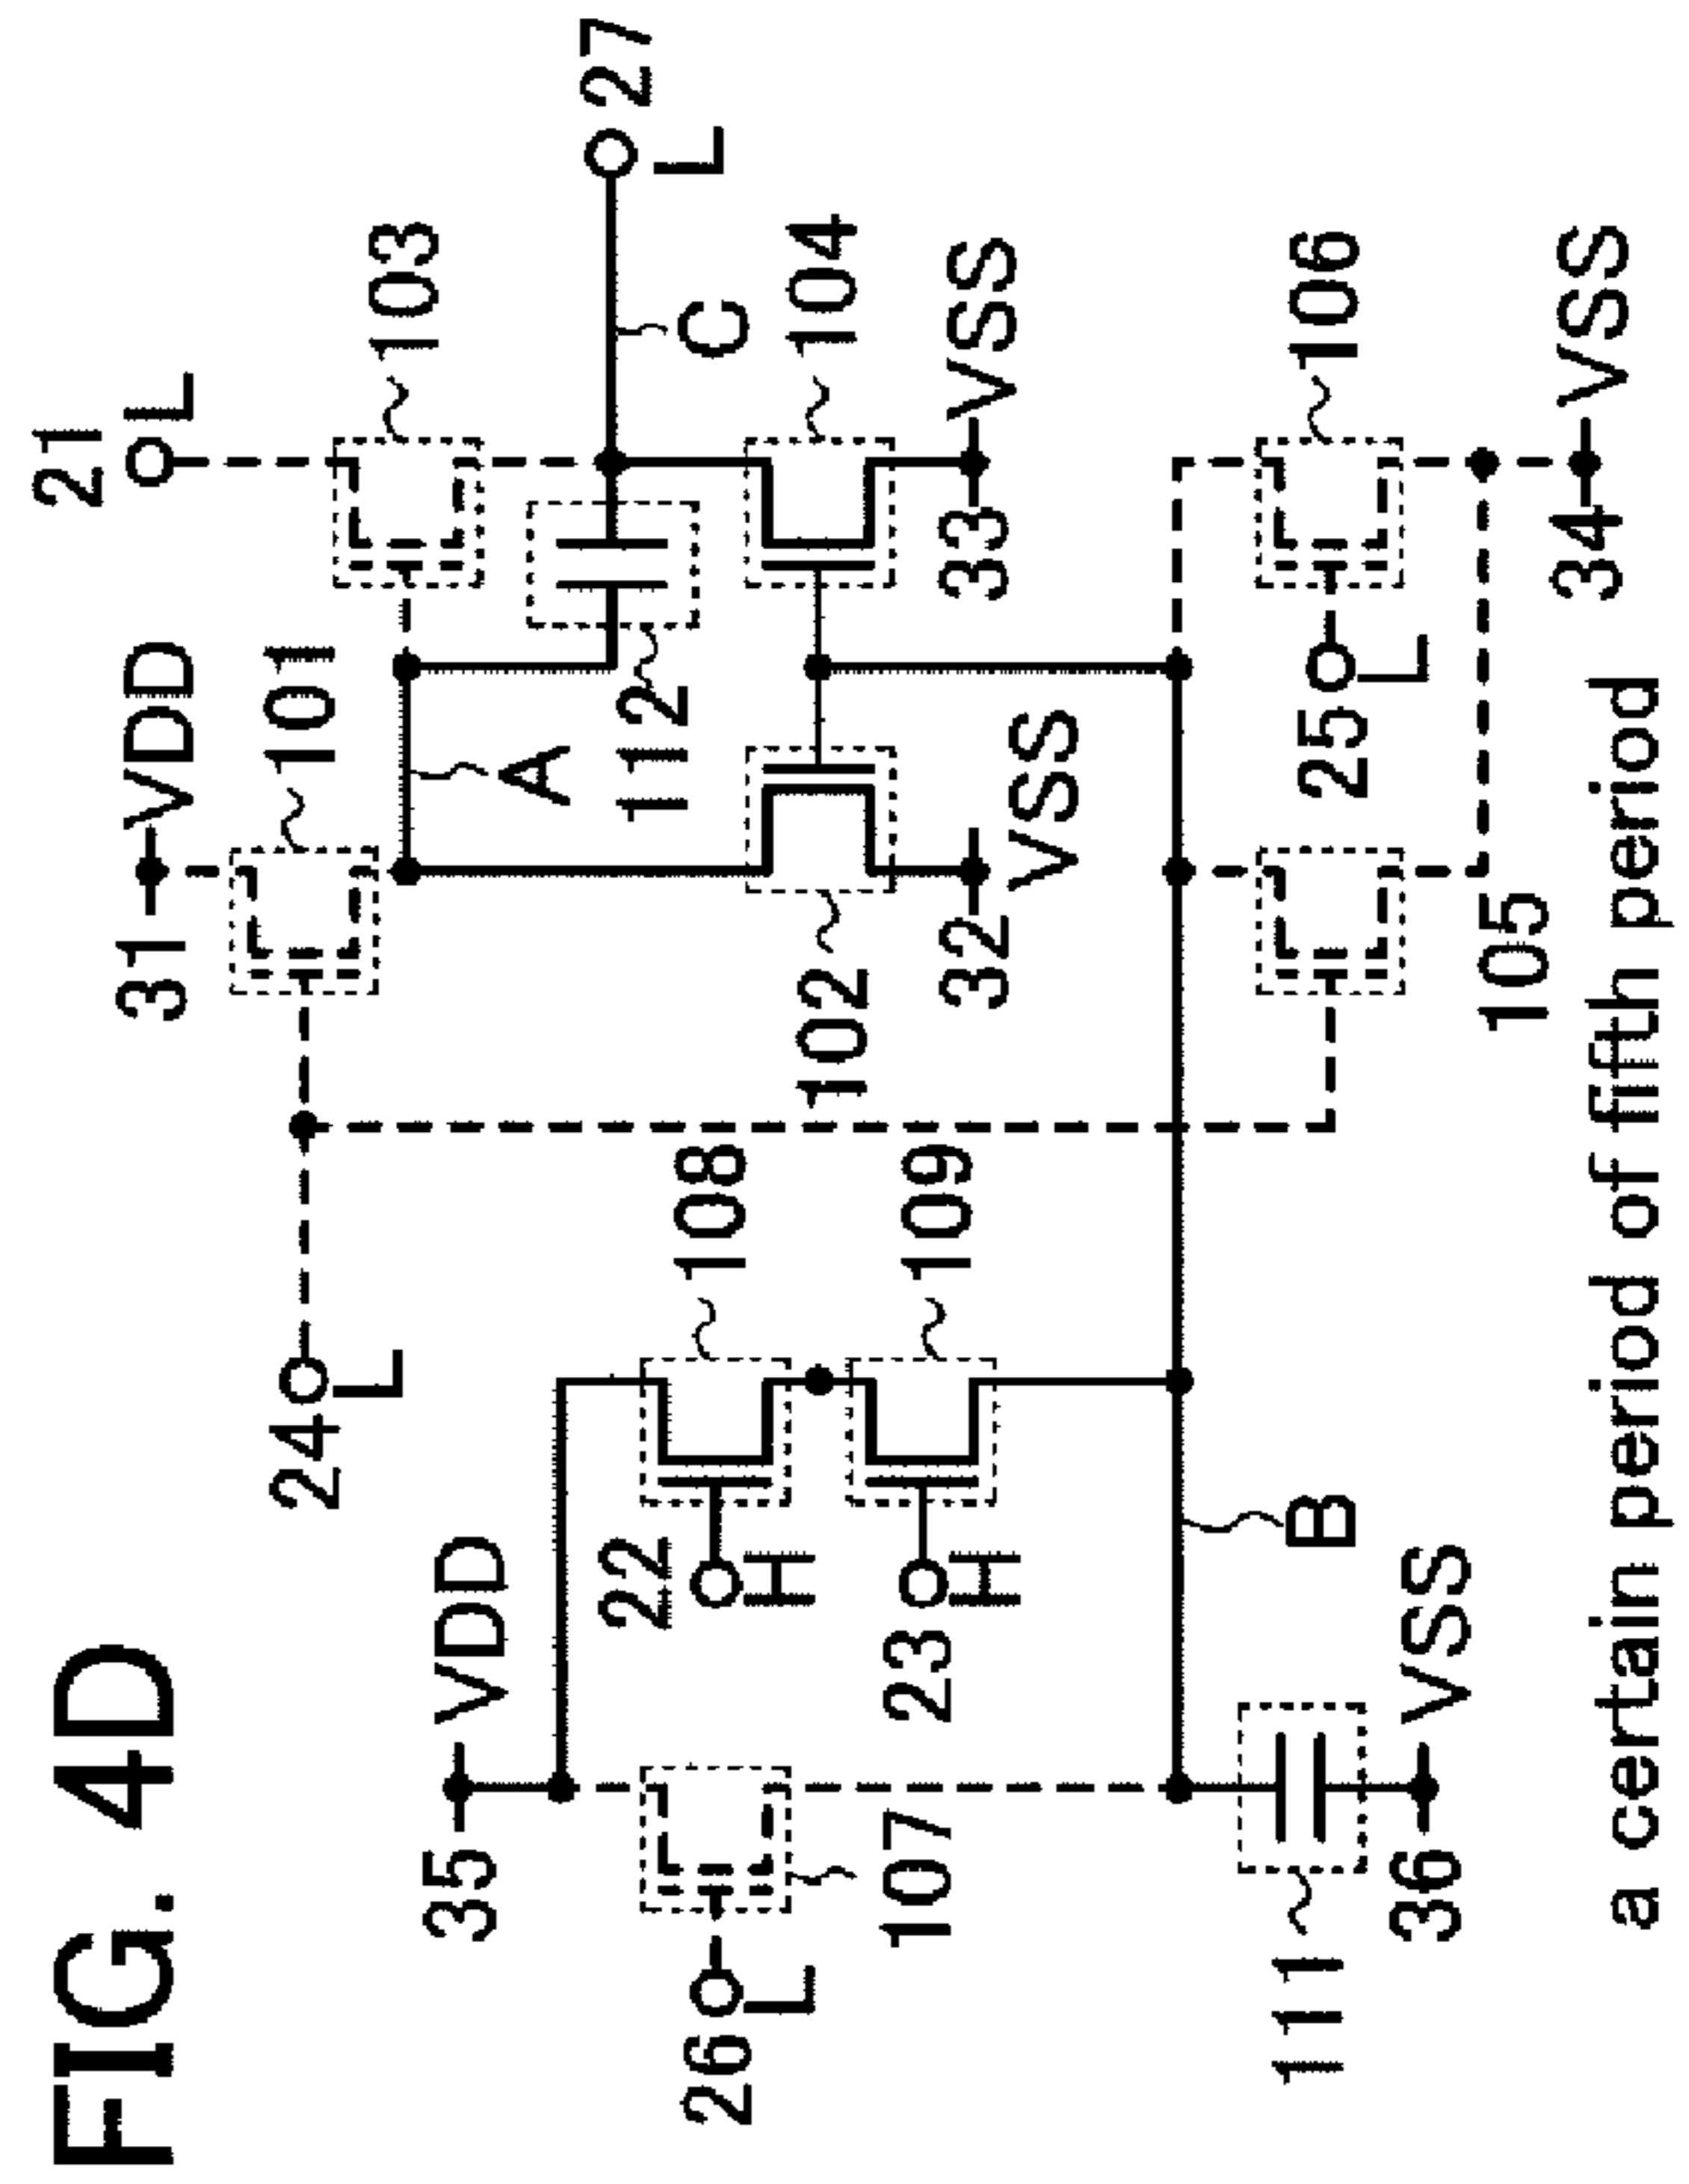 FIG. 4D
21
L
31
VDD
101
103
24
L
27
L
A
C
112
35
VDD
22
H
108
102
104
26
L
107
23
H
109
32
VSS
33
VSS
B
25
L
106
111
36
VSS
105
34
VSS
a certain period of fifth period